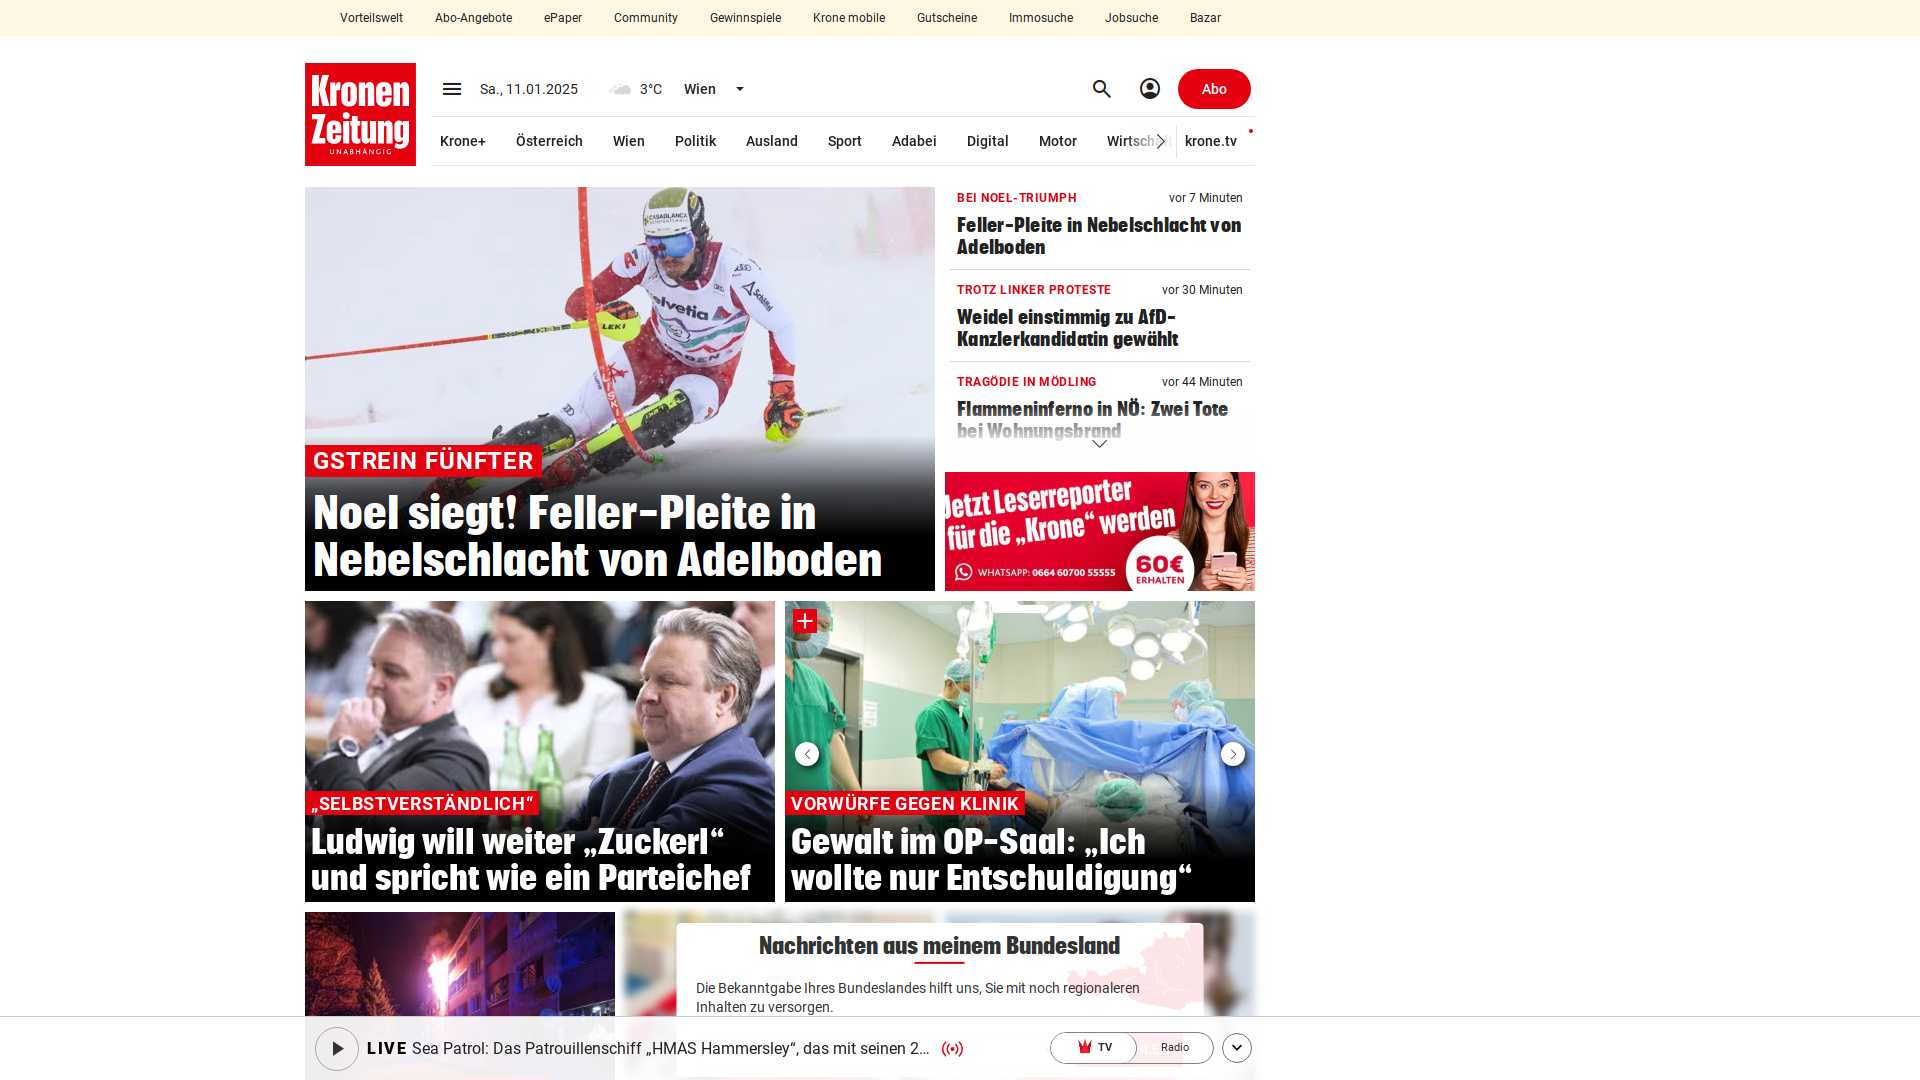 Vorteilswelt Abo-Angebote ePaper Community Gewinnspiele Krone mobile Gutscheine Immosuche Jobsuche Bazar
Kronen
Zeitung
UNABHÄNGIG
Sa., 11.01.2025 3°C Wien Abo
Krone+ Österreich Wien Politik Ausland Sport Adabei Digital Motor krone.tv
CASABLANCA
helvetia
LEKI
GSTREIN FÜNFTER
Noel siegt! Feller-Pleite in
Nebelschlacht von Adelboden
BEI NOEL-TRIUMPH vor 7 Minuten
Feller-Pleite in Nebelschlacht von
Adelboden
TROTZ LINKER PROTESTE vor 30 Minuten
Weidel einstimmig zu AfD-
Kanzlerkandidatin gewählt
TRAGÖDIE IN MÖDLING vor 44 Minuten
Flammeninferno in NÖ: Zwei Tote
bei Wohnungsbrand
Jetzt Leserreporter
für die „Krone“ werden
WHATSAPP: 0664 60700 55555
60€
ERHALTEN
„SELBSTVERSTÄNDLICH“
Ludwig will weiter „Zuckerl“
und spricht wie ein Parteichef
VORWÜRFE GEGEN KLINIK
Gewalt im OP-Saal: „Ich
wollte nur Entschuldigung“
Nachrichten aus meinem Bundesland
Die Bekanntgabe Ihres Bundeslandes hilft uns, Sie mit noch regionaleren
Inhalten zu versorgen.
LIVE Sea Patrol: Das Patrouillenschiff „HMAS Hammersley“, das mit seinen 2...
TV Radio